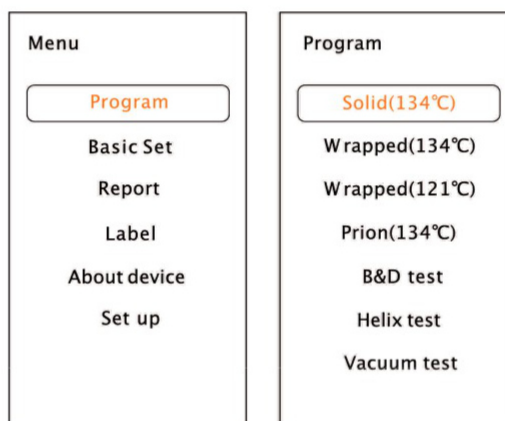 Menu
Program
Basic Set
Report
Label
About device
Set up
Program
Solid(134℃)
Wrapped(134℃)
Wrapped(121℃)
Prion(134℃)
B&D test
Helix test
Vacuum test